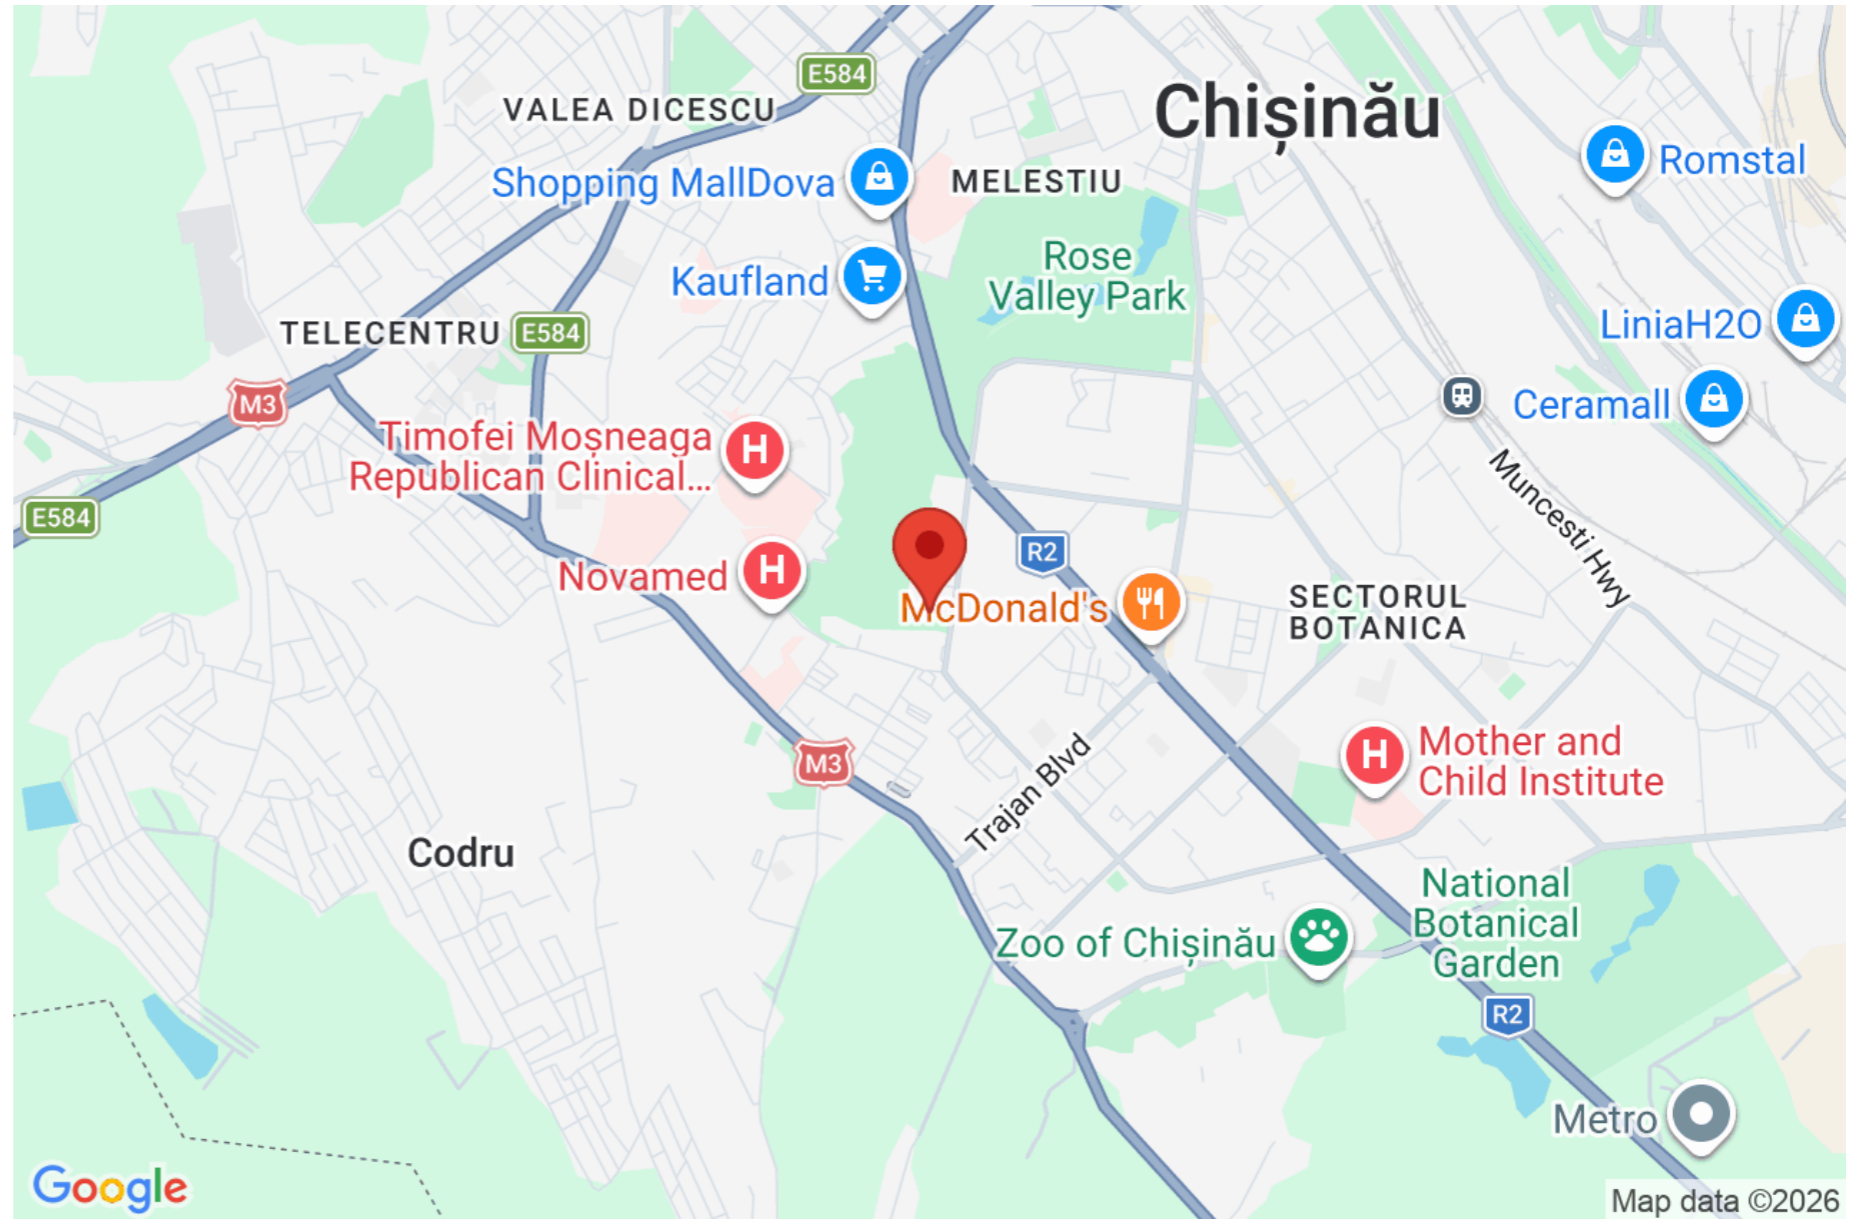 E584
VALEA DICESCU
Chișinău
Romstal
Shopping MallDova
MELESTIU
Rose
Valley Park
Kaufland
LiniaH2O
TELECENTRU
E584
M3
Ceramall
Timofei Moșneaga
Republican Clinical...
Muncesti Hwy
E584
R2
Novamed
McDonald's
SECTORUL
BOTANICA
Mother and
Child Institute
M3
Trajan Blvd
Codru
National
Botanical
Garden
Zoo of Chișinău
R2
Metro
Google
Map data ©2026